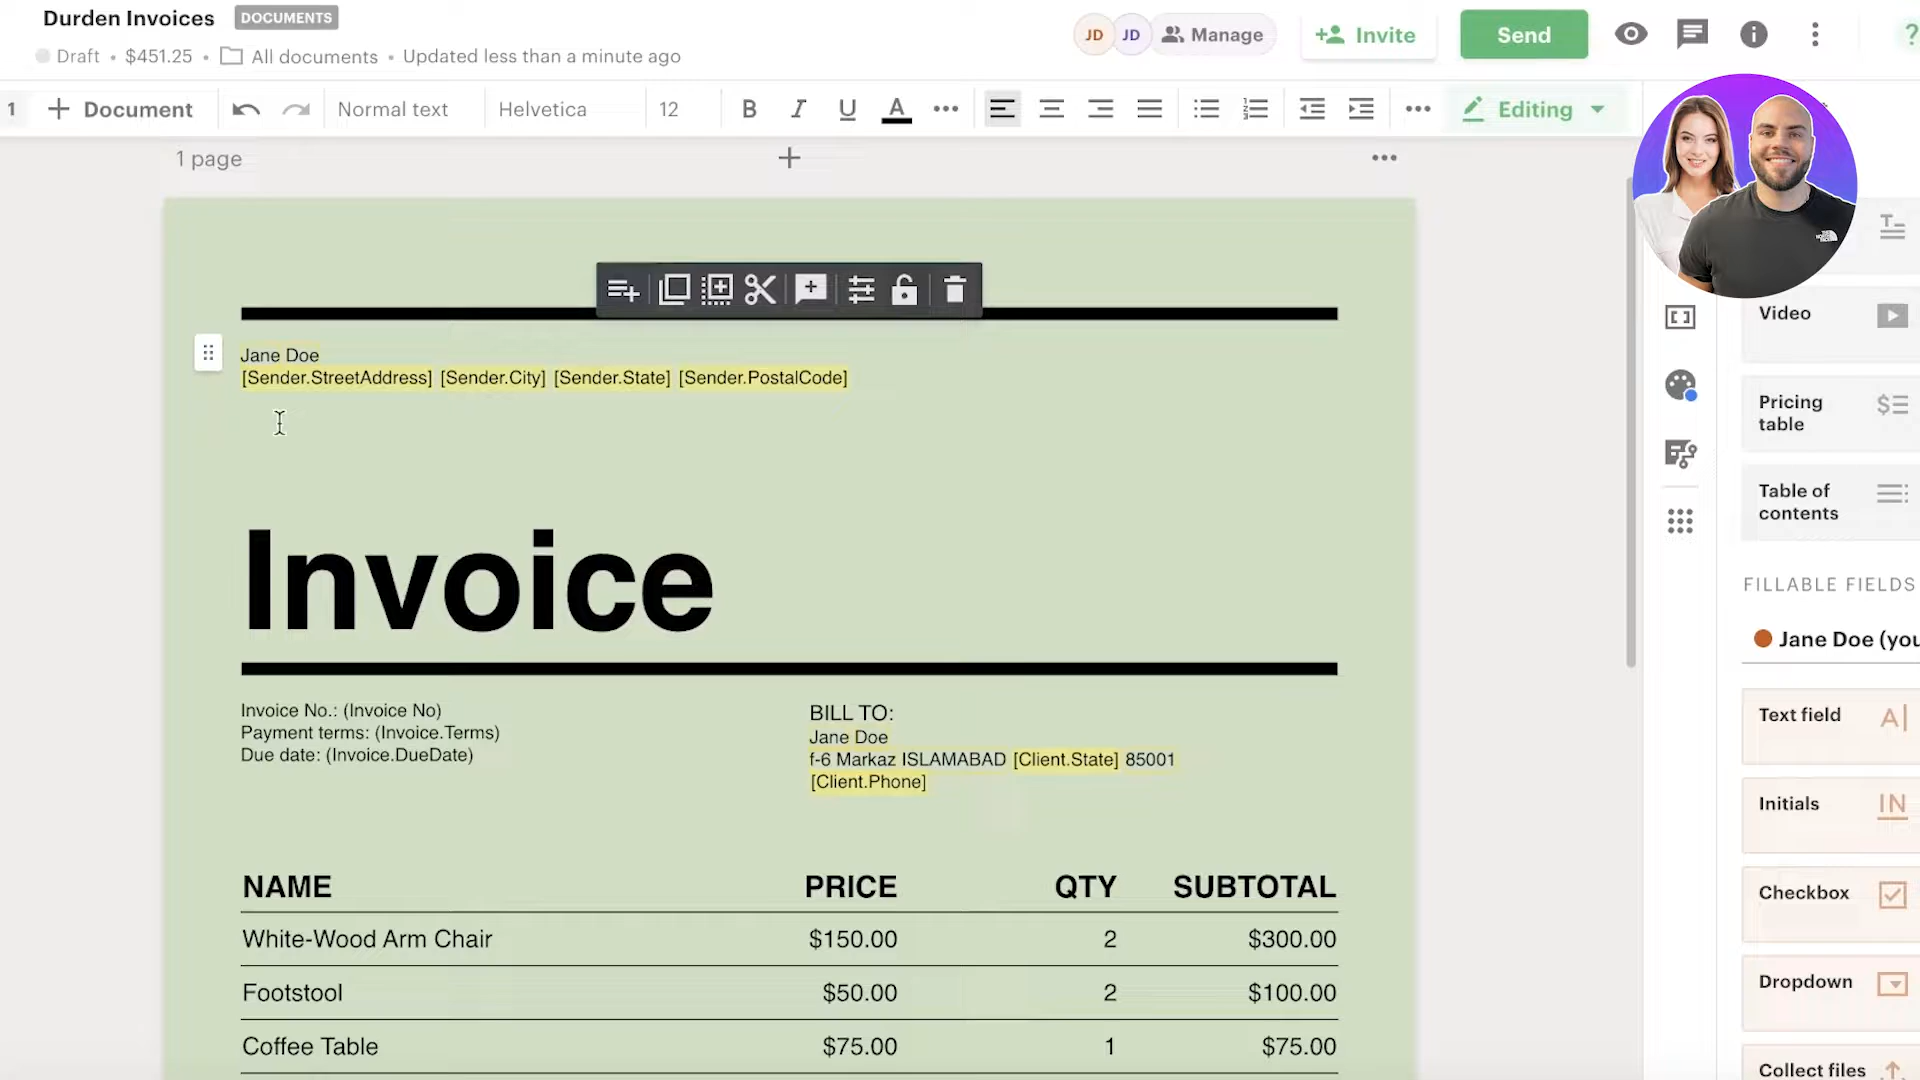 Durden Invoices DOCUMENTS
Draft • $451.25 • All documents • Updated less than a minute ago
JD JD Manage Invite Send ?
1 + Document Normal text Helvetica 12 B I U A Editing
1 page
Jane Doe
[Sender.StreetAddress] [Sender.City] [Sender.State] [Sender.PostalCode]
Invoice
Invoice No.: (Invoice No)
Payment terms: (Invoice.Terms)
Due date: (Invoice.DueDate)
BILL TO:
Jane Doe
f-6 Markaz ISLAMABAD [Client.State] 85001
[Client.Phone]
NAME PRICE QTY SUBTOTAL
White-Wood Arm Chair $150.00 2 $300.00
Footstool $50.00 2 $100.00
Coffee Table $75.00 1 $75.00
Video
Pricing
table
Table of
contents
FILLABLE FIELDS
Jane Doe (you
Text field
Initials IN
Checkbox
Dropdown
Collect files